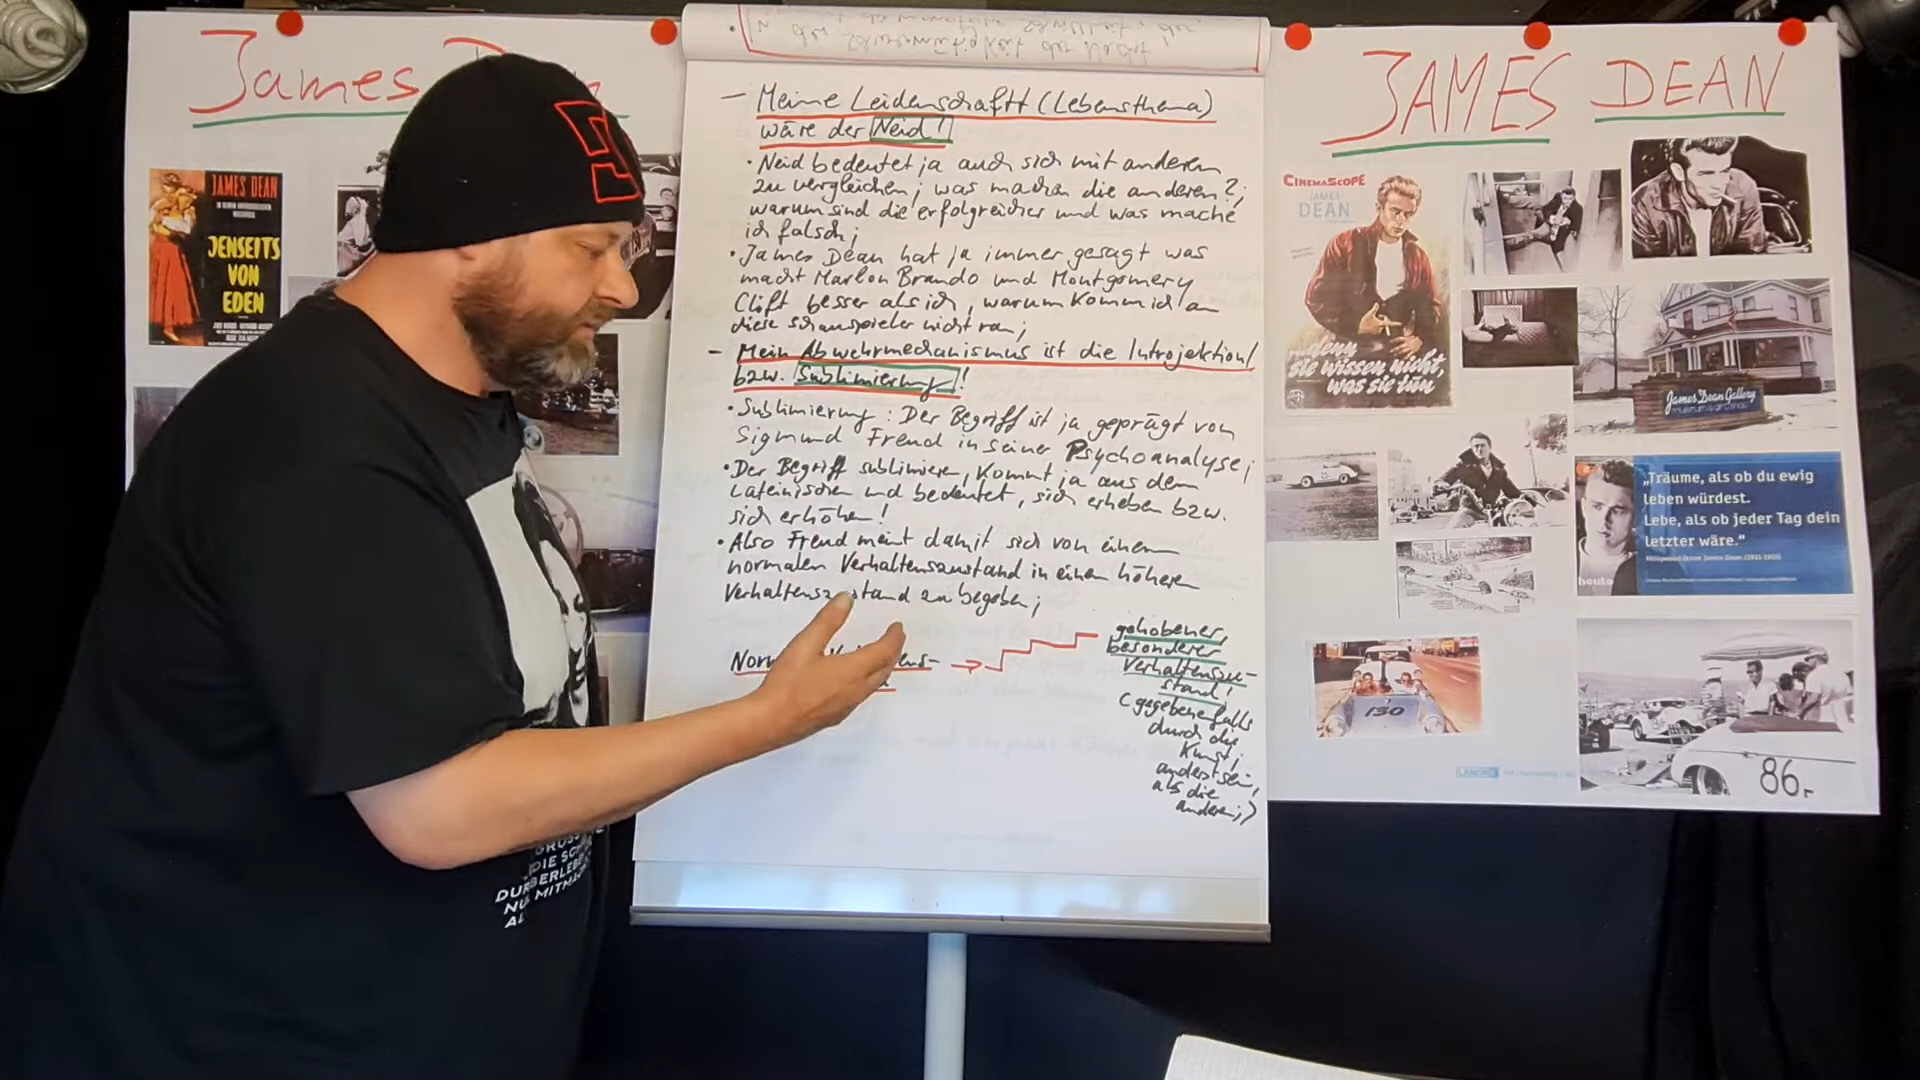 James
JAMES DEAN
JENSEITS
VON
EDEN
DIE
NU
MITMA
- Meine Leidenschaftt (Lebensthema)
wäre der Neid!
• Neid bedeutet ja auch sich mit anderen
zu vergleichen; was machen die anderen?;
warum sind die erfolgreicher und was mache
ich falsch;
• James Dean hat ja immer gesagt was
macht Marlon Brando und Montgomery
Clift besser als ich, warum komm ich an
diese schauspieler nicht ran;
- Mein Abwehrmechanismus ist die Introjektion/
bzw. Sublimierung!
• Sublimierung: Der Begriff ist ja geprägt von
Sigmund Freud in seiner Psychoanalyse;
• Der Begriff sublimieren, kommt ja aus dem
Lateinischen und bedeutet, sich erheben bzw.
sich erhöhen!
• Also Freud meint damit sich von einem
normalen Verhaltenszustand in einen höheren
Verhaltenszustand zu begeben;
gehobener,
besonderer
Verhaltenszu-
stand!
(gegebenefalls
durch die
Kunst;
anderst sein,
als die
anderen;)
JAMES DEAN
CINEMASCOPE
JAMES
DEAN
...denn
sie wissen nicht,
was sie tun
James Dean Gallery
„Träume, als ob du ewig
leben würdest.
Lebe, als ob jeder Tag dein
letzter wäre."
heute
130
86